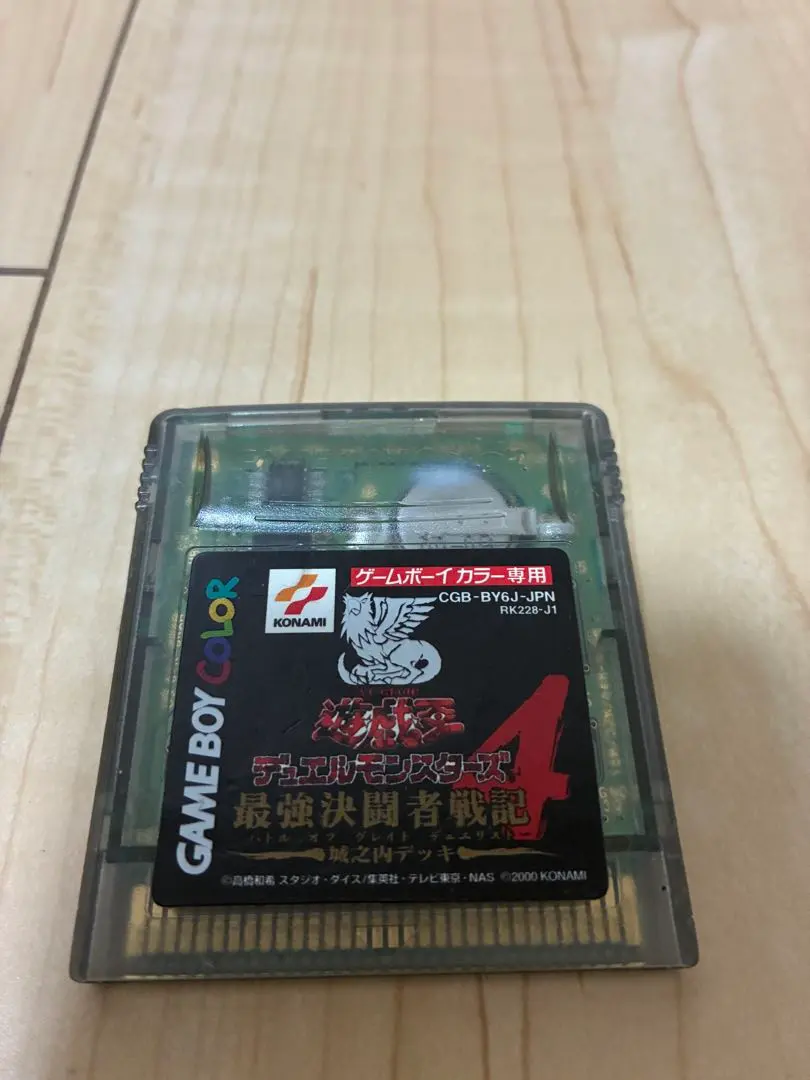 GAME BOY COLOR
KONAMI
ゲームボーイカラー専用
CGB-BY6J-JPN
RK228-J1
遊戯王
デュエルモンスターズ
4
最強決闘者戦記
バトル オブ グレイト デュエリスト
城之内デッキ
©高橋和希 スタジオ・ダイス/集英社・テレビ東京・NAS ©2000 KONAMI